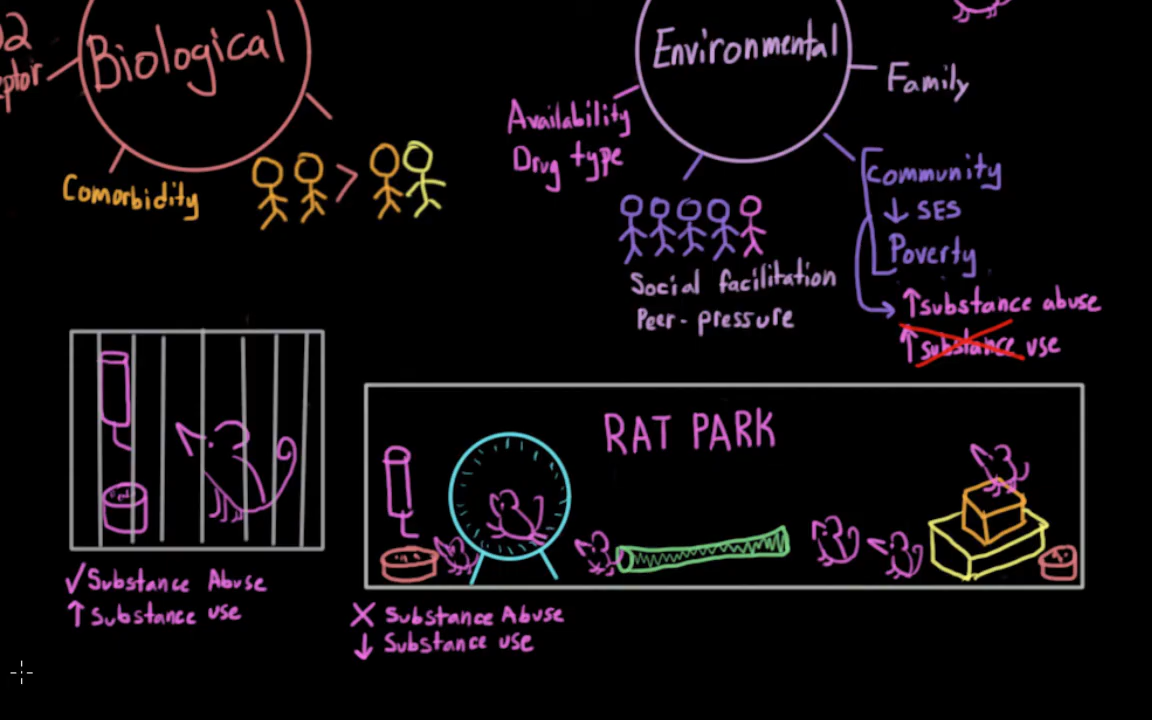 Biological
Comorbidity
>
Environmental
Availability
Drug type
Family
Community
↓ SES
Poverty
↑ substance abuse
↑ substance use
Social facilitation
Peer-pressure
✓ Substance Abuse
↑ Substance use
RAT PARK
X Substance Abuse
↓ Substance use